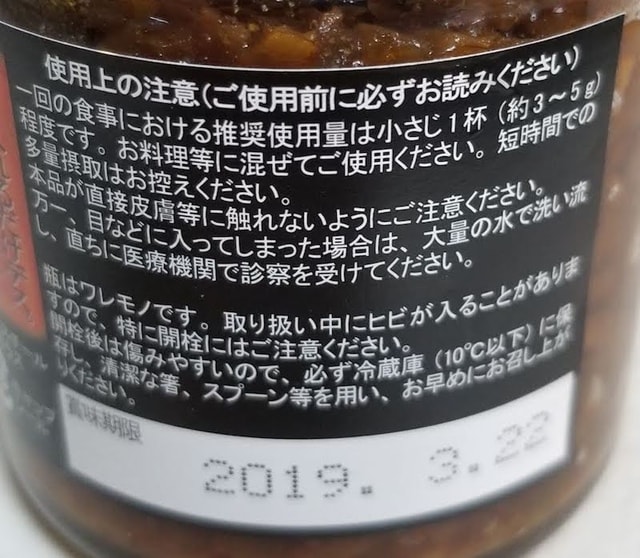 使用上の注意(ご使用前に必ずお読みください)
一回の食事における推奨使用量は小さじ1杯(約3～5g)
程度です。お料理等に混ぜてご使用ください。短時間での
多量摂取はお控えください。
本品が直接皮膚等に触れないようにご注意ください。
万一、目などに入ってしまった場合は、大量の水で洗い流
し、直ちに医療機関で診察を受けてください。
瓶はワレモノです。取り扱い中にヒビが入ることがありま
すので、特に開栓にはご注意ください。
開栓後は傷みやすいので、必ず冷蔵庫(10℃以下)に保
存し、清潔な箸、スプーン等を用い、お早めにお召し上が
りください。
賞味期限
2019. 3.22